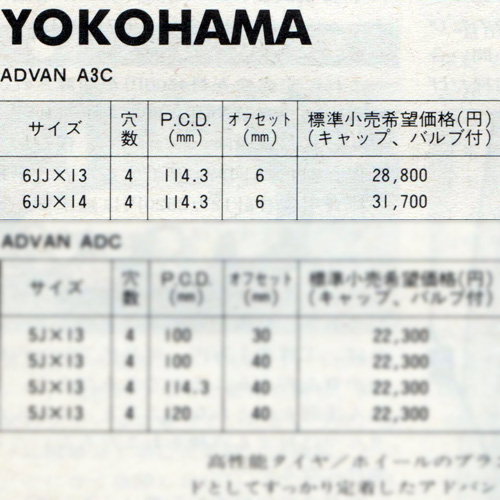 YOKOHAMA
ADVAN A3C
サイズ 穴数 P.C.D.(mm) オフセット(mm) 標準小売希望価格(円)(キャップ、バルブ付)
6JJ×13 4 114.3 6 28,800
6JJ×14 4 114.3 6 31,700
ADVAN ADC
サイズ 穴数 P.C.D.(mm) オフセット(mm) 標準小売希望価格(円)(キャップ、バルブ付)
5J×13 4 100 30 22,300
5J×13 4 100 40 22,300
5J×13 4 114.3 40 22,300
5J×13 4 120 40 22,300
高性能タイヤ/ホイールのブラン
ドとしてすっかり定着したアドバン